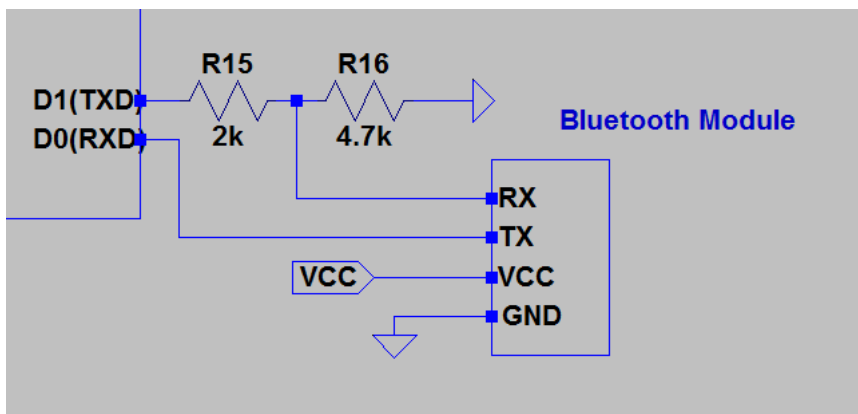 R15 R16
D1(TXD)
2k 4.7k
D0(RXD)
Bluetooth Module
RX
TX
VCC VCC
GND